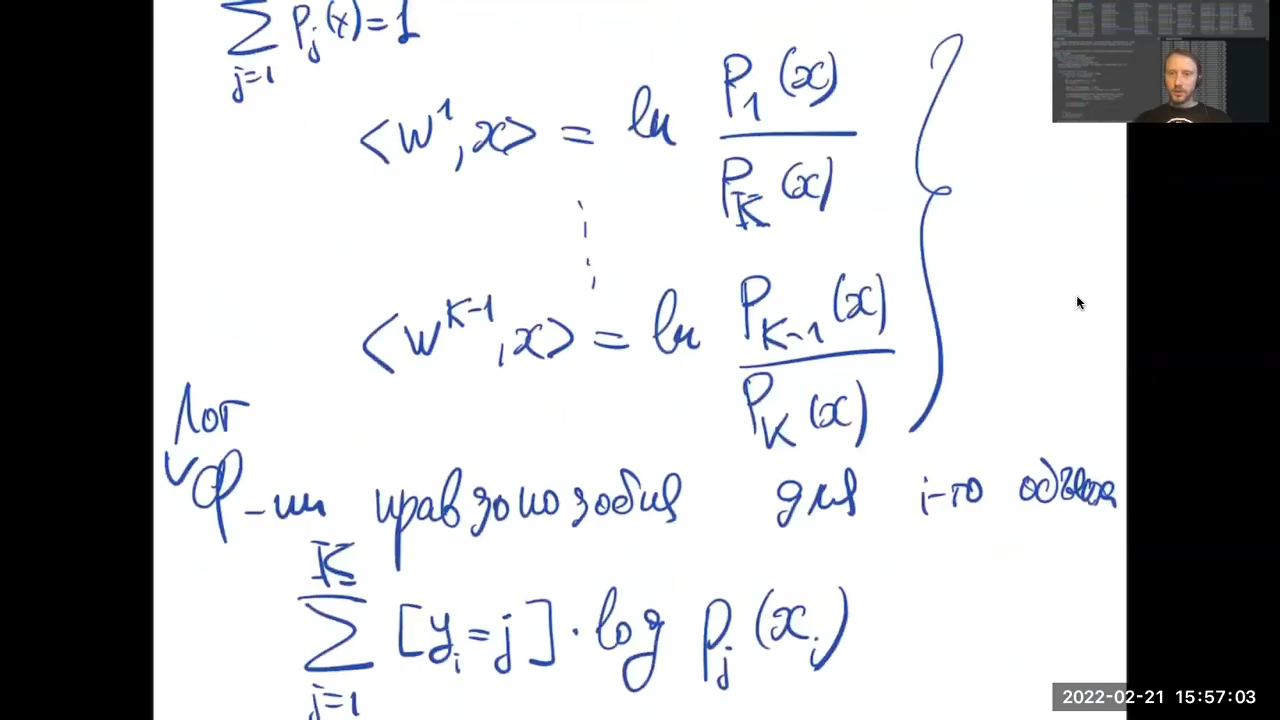 ∑_{j=1} P_j(x) = 1
<w^1, x> = ln P_1(x) / P_K(x)
⋮
<w^{K-1}, x> = ln P_{K-1}(x) / P_K(x)
Лог
Ф-ии правдоподобия для i-го объекта
∑_{j=1}^{K} [y_i = j] · log p_j(x_i)
2022-02-21 15:57:03